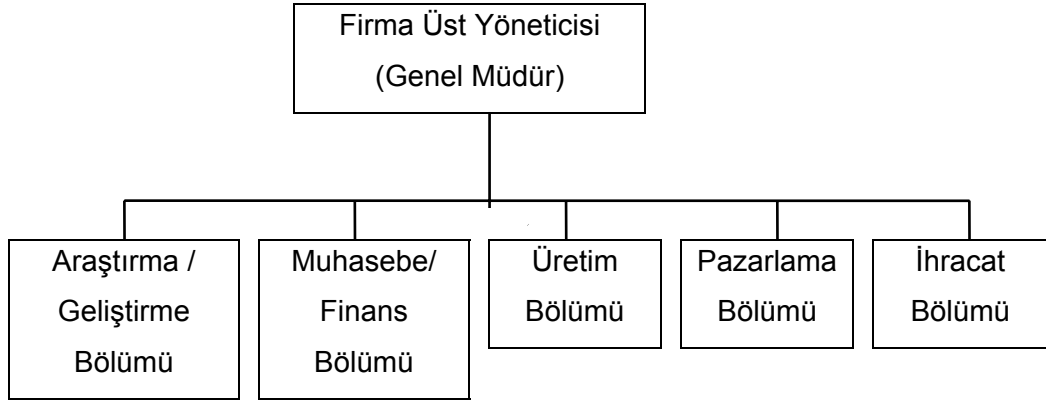 Firma Üst Yöneticisi
(Genel Müdür)
Araştırma /
Geliştirme
Bölümü
Muhasebe/
Finans
Bölümü
Üretim
Bölümü
Pazarlama
Bölümü
İhracat
Bölümü